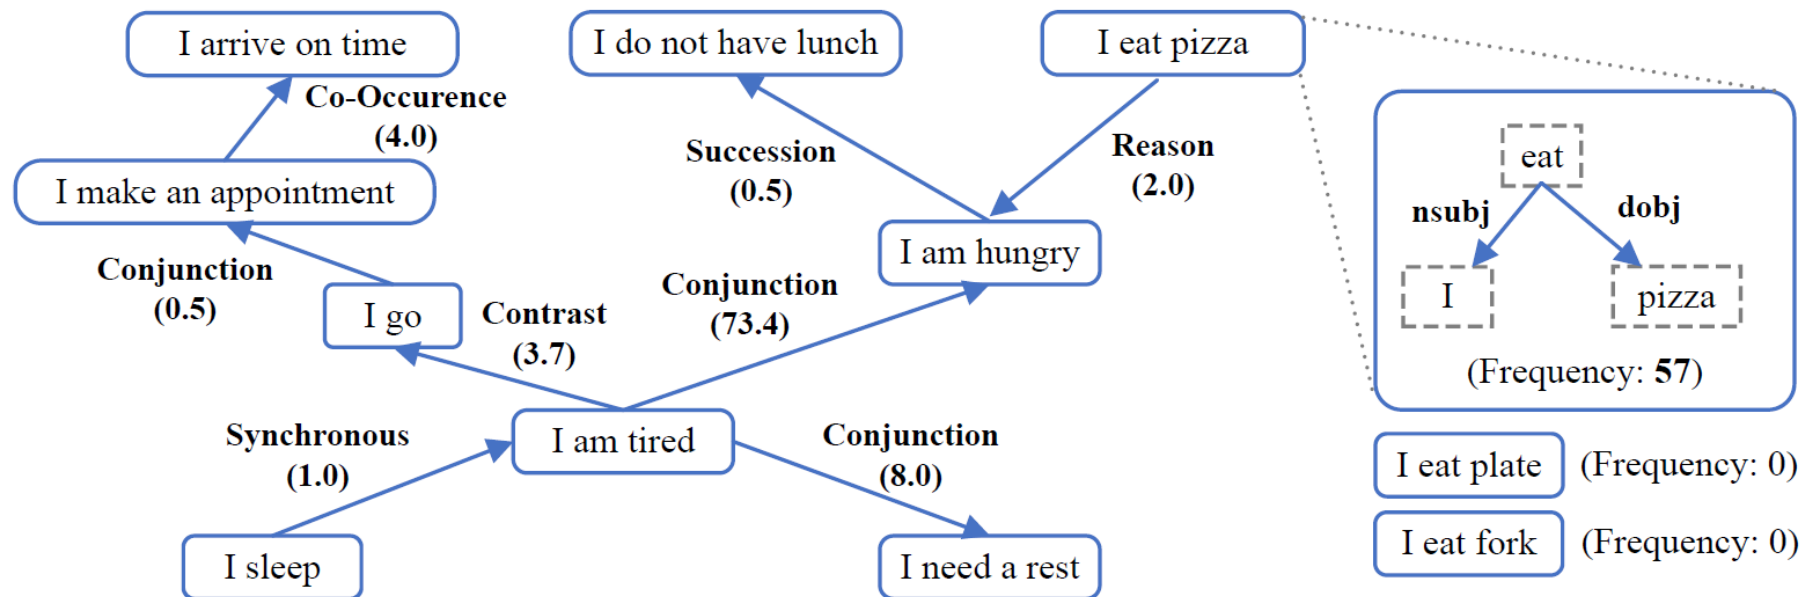 I arrive on time
I do not have lunch
I eat pizza
Co-Occurence
(4.0)
Succession
(0.5)
Reason
(2.0)
eat
nsubj
dobj
I
pizza
(Frequency: 57)
I make an appointment
I am hungry
Conjunction
(0.5)
I go
Contrast
(3.7)
Conjunction
(73.4)
Synchronous
(1.0)
I am tired
Conjunction
(8.0)
I eat plate
(Frequency: 0)
I sleep
I need a rest
I eat fork
(Frequency: 0)